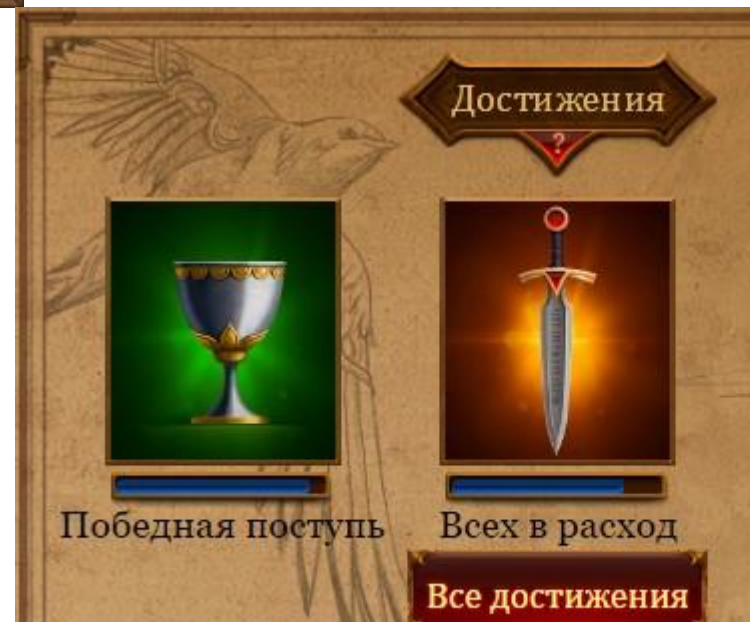 Достижения
?
Победная поступь
Всех в расход
Все достижения